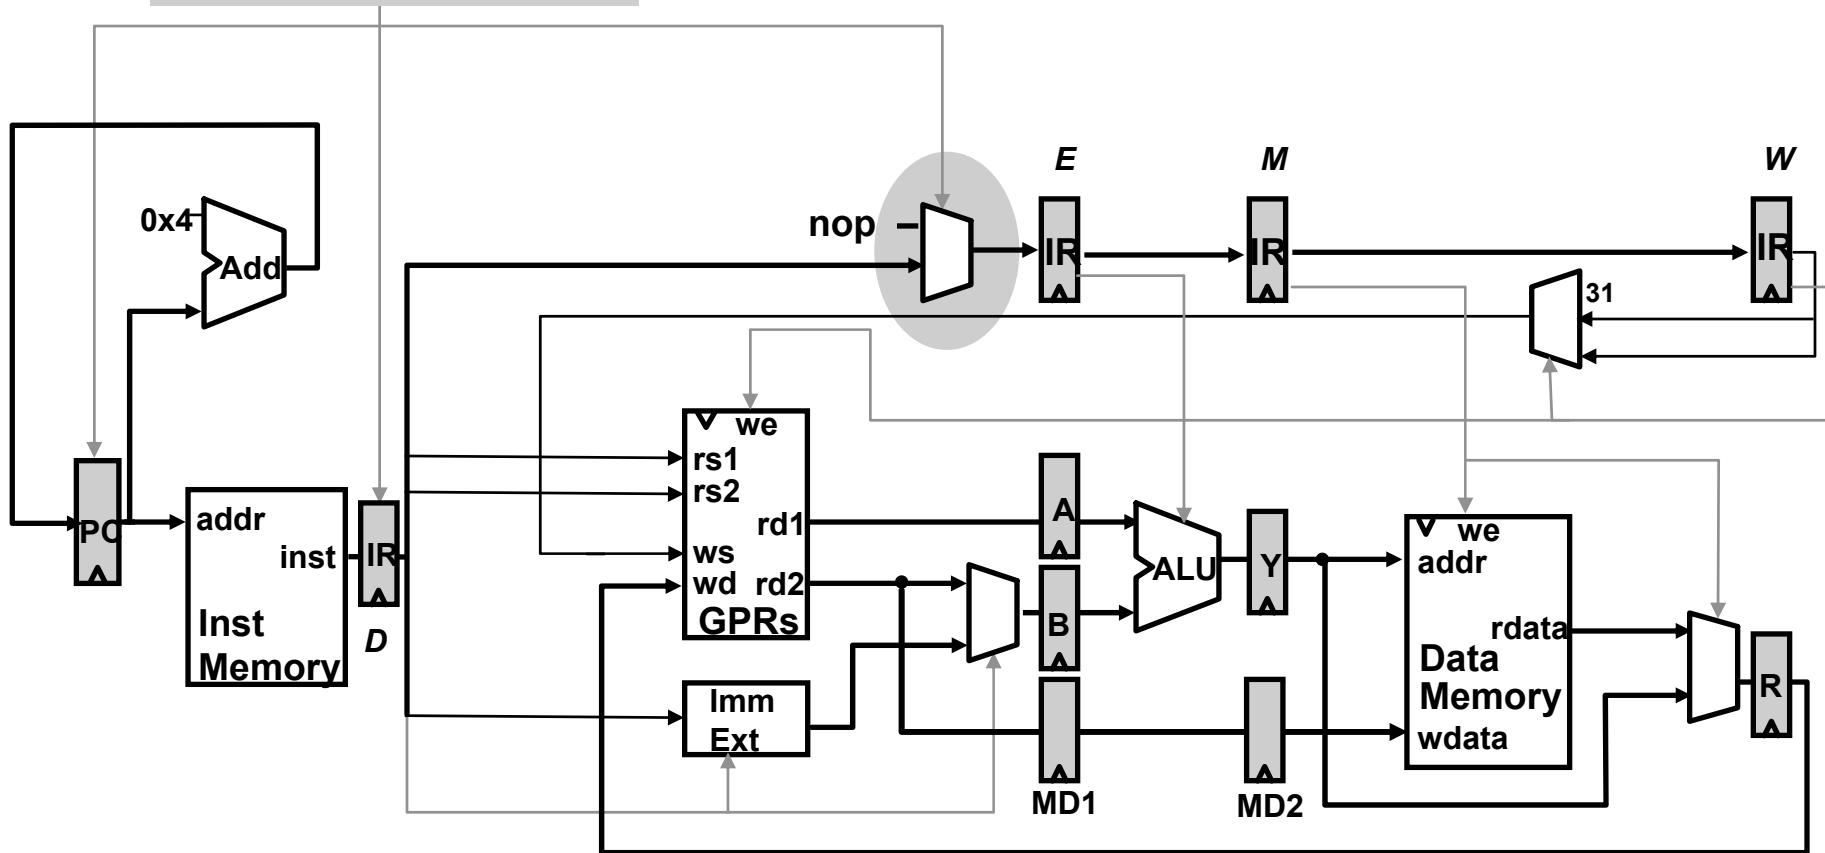 E
M
W
nop
0x4
Add
IR
IR
IR
31
we
rs1
rs2
rd1
ws
wd
rd2
GPRs
PC
addr
inst
Inst
Memory
IR
D
A
B
ALU
Y
we
addr
rdata
Data
Memory
wdata
R
Imm
Ext
MD1
MD2